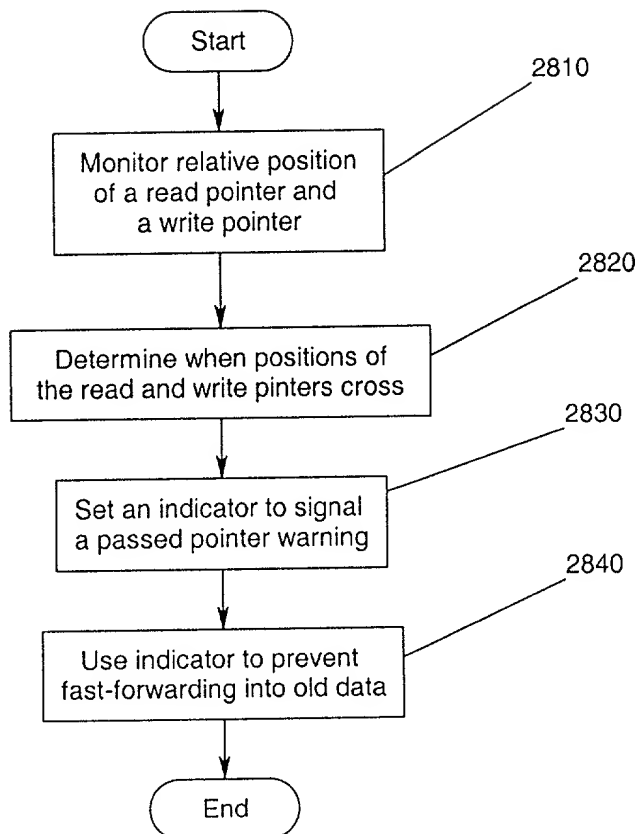 Start
2810
Monitor relative position
of a read pointer and
a write pointer
2820
Determine when positions of
the read and write pinters cross
2830
Set an indicator to signal
a passed pointer warning
2840
Use indicator to prevent
fast-forwarding into old data
End